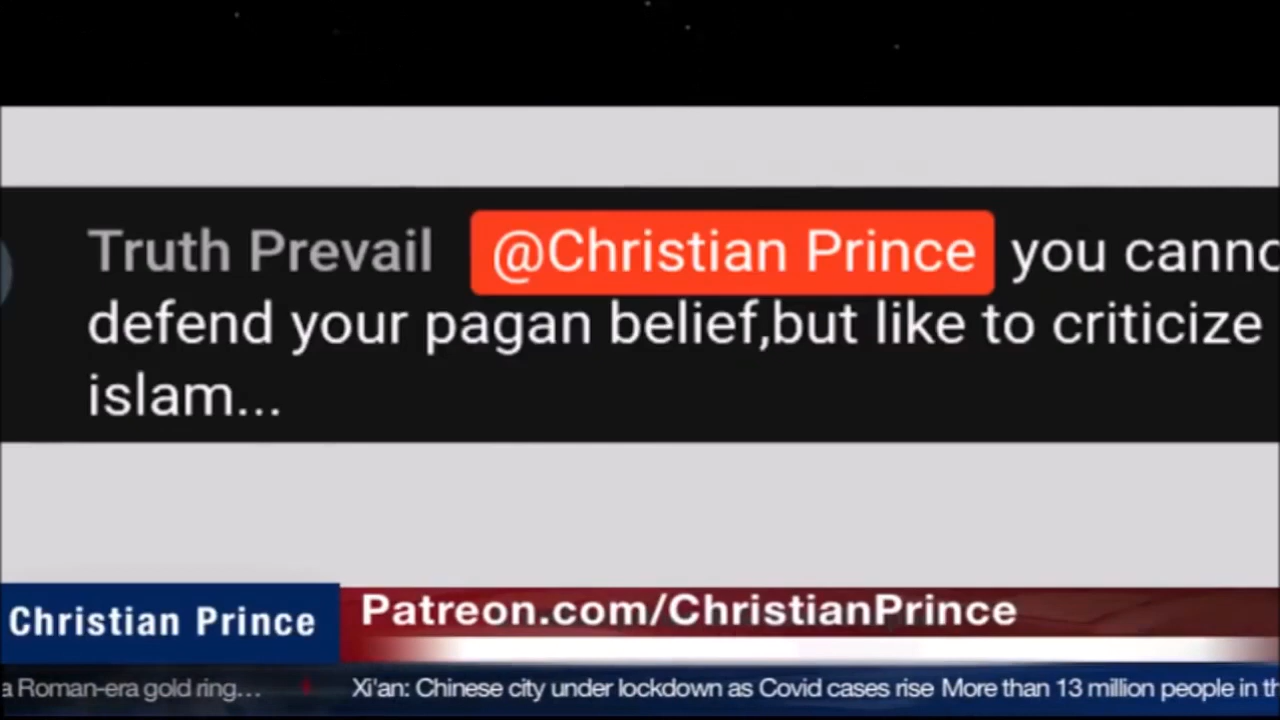 Truth Prevail @Christian Prince you canno
defend your pagan belief,but like to criticize
islam...
Christian Prince
Patreon.com/ChristianPrince
a Roman-era gold ring... Xi'an: Chinese city under lockdown as Covid cases rise More than 13 million people in th